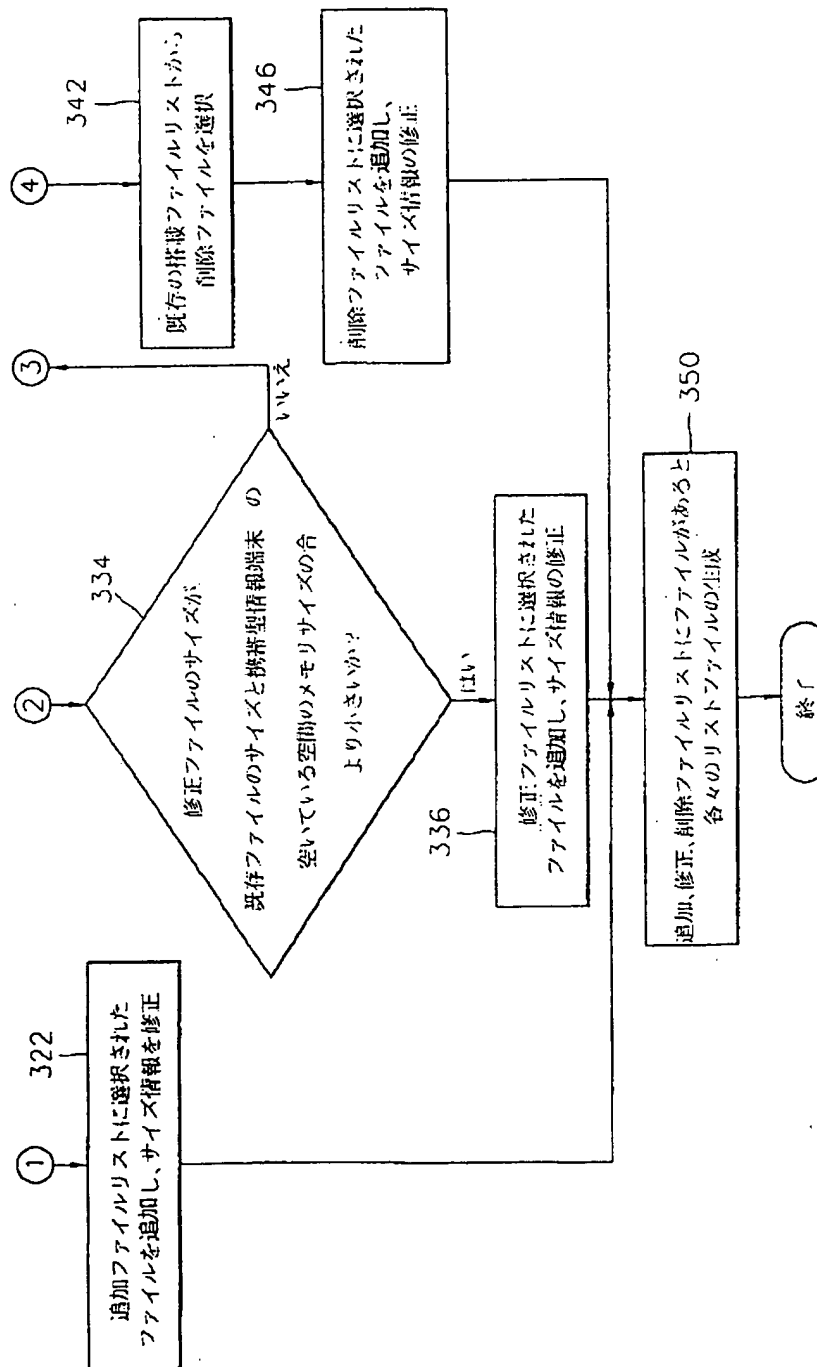 ①
322
追加ファイルリストに選択された
ファイルを追加し、サイズ情報を修正
②
334
修正ファイルのサイズが
既存ファイルのサイズと携帯型情報端末 の
空いている空間のメモリサイズの合
より小さいか?
いいえ
③
はい
336
修正ファイルリストに選択された
ファイルを追加し、サイズ情報の修正
④
342
既存の搭載ファイルリストから
削除ファイルを選択
346
削除ファイルリストに選択された
ファイルを追加し、
サイズ情報の修正
350
追加、修正、削除ファイルリストにファイルがあると
各々のリストファイルの生成
終了